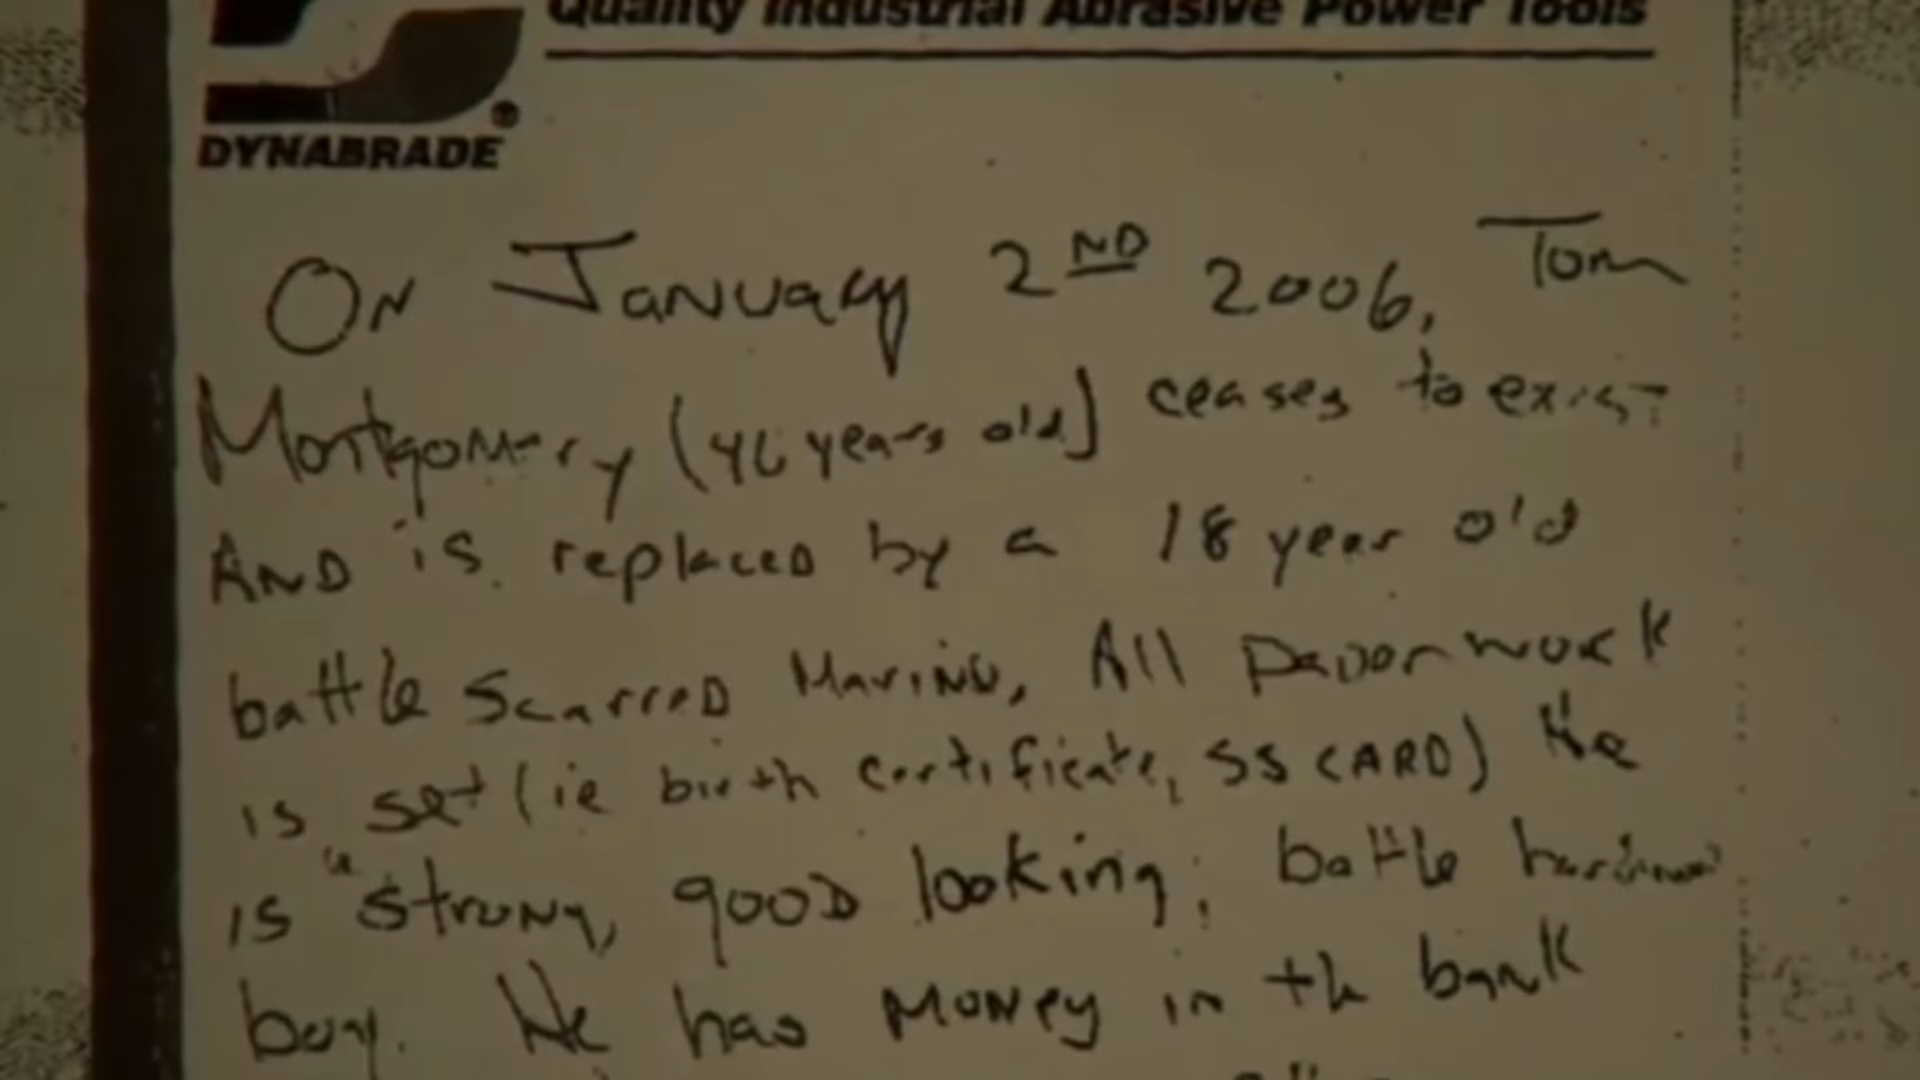 Quality Industrial Abrasive Power Tools
DYNABRADE®
On January 2ND 2006, Tom
Montgomery (46 years old) ceases to exist
AND is replaced by a 18 year old
battle scarred Marine, All paperwork
is set (ie birth certificate, SS CARD) He
is "strong, good looking, battle hardened
boy. He has money in the bank